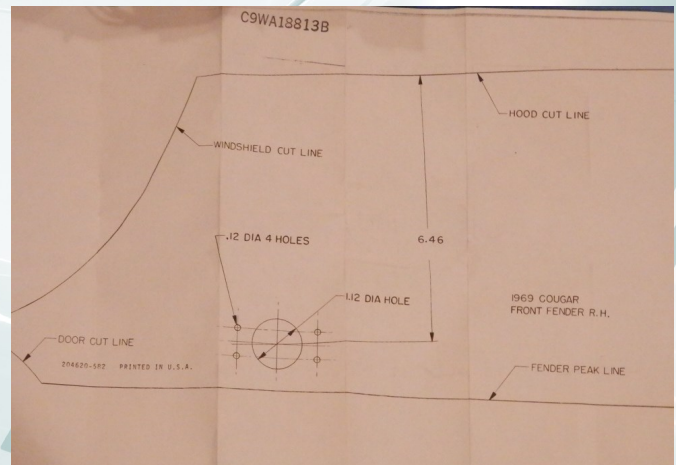 C9WA18813B
HOOD CUT LINE
WINDSHIELD CUT LINE
.12 DIA 4 HOLES
6.46
1.12 DIA HOLE
1969 COUGAR
FRONT FENDER R.H.
DOOR CUT LINE
204620-SR2 PRINTED IN U.S.A.
FENDER PEAK LINE